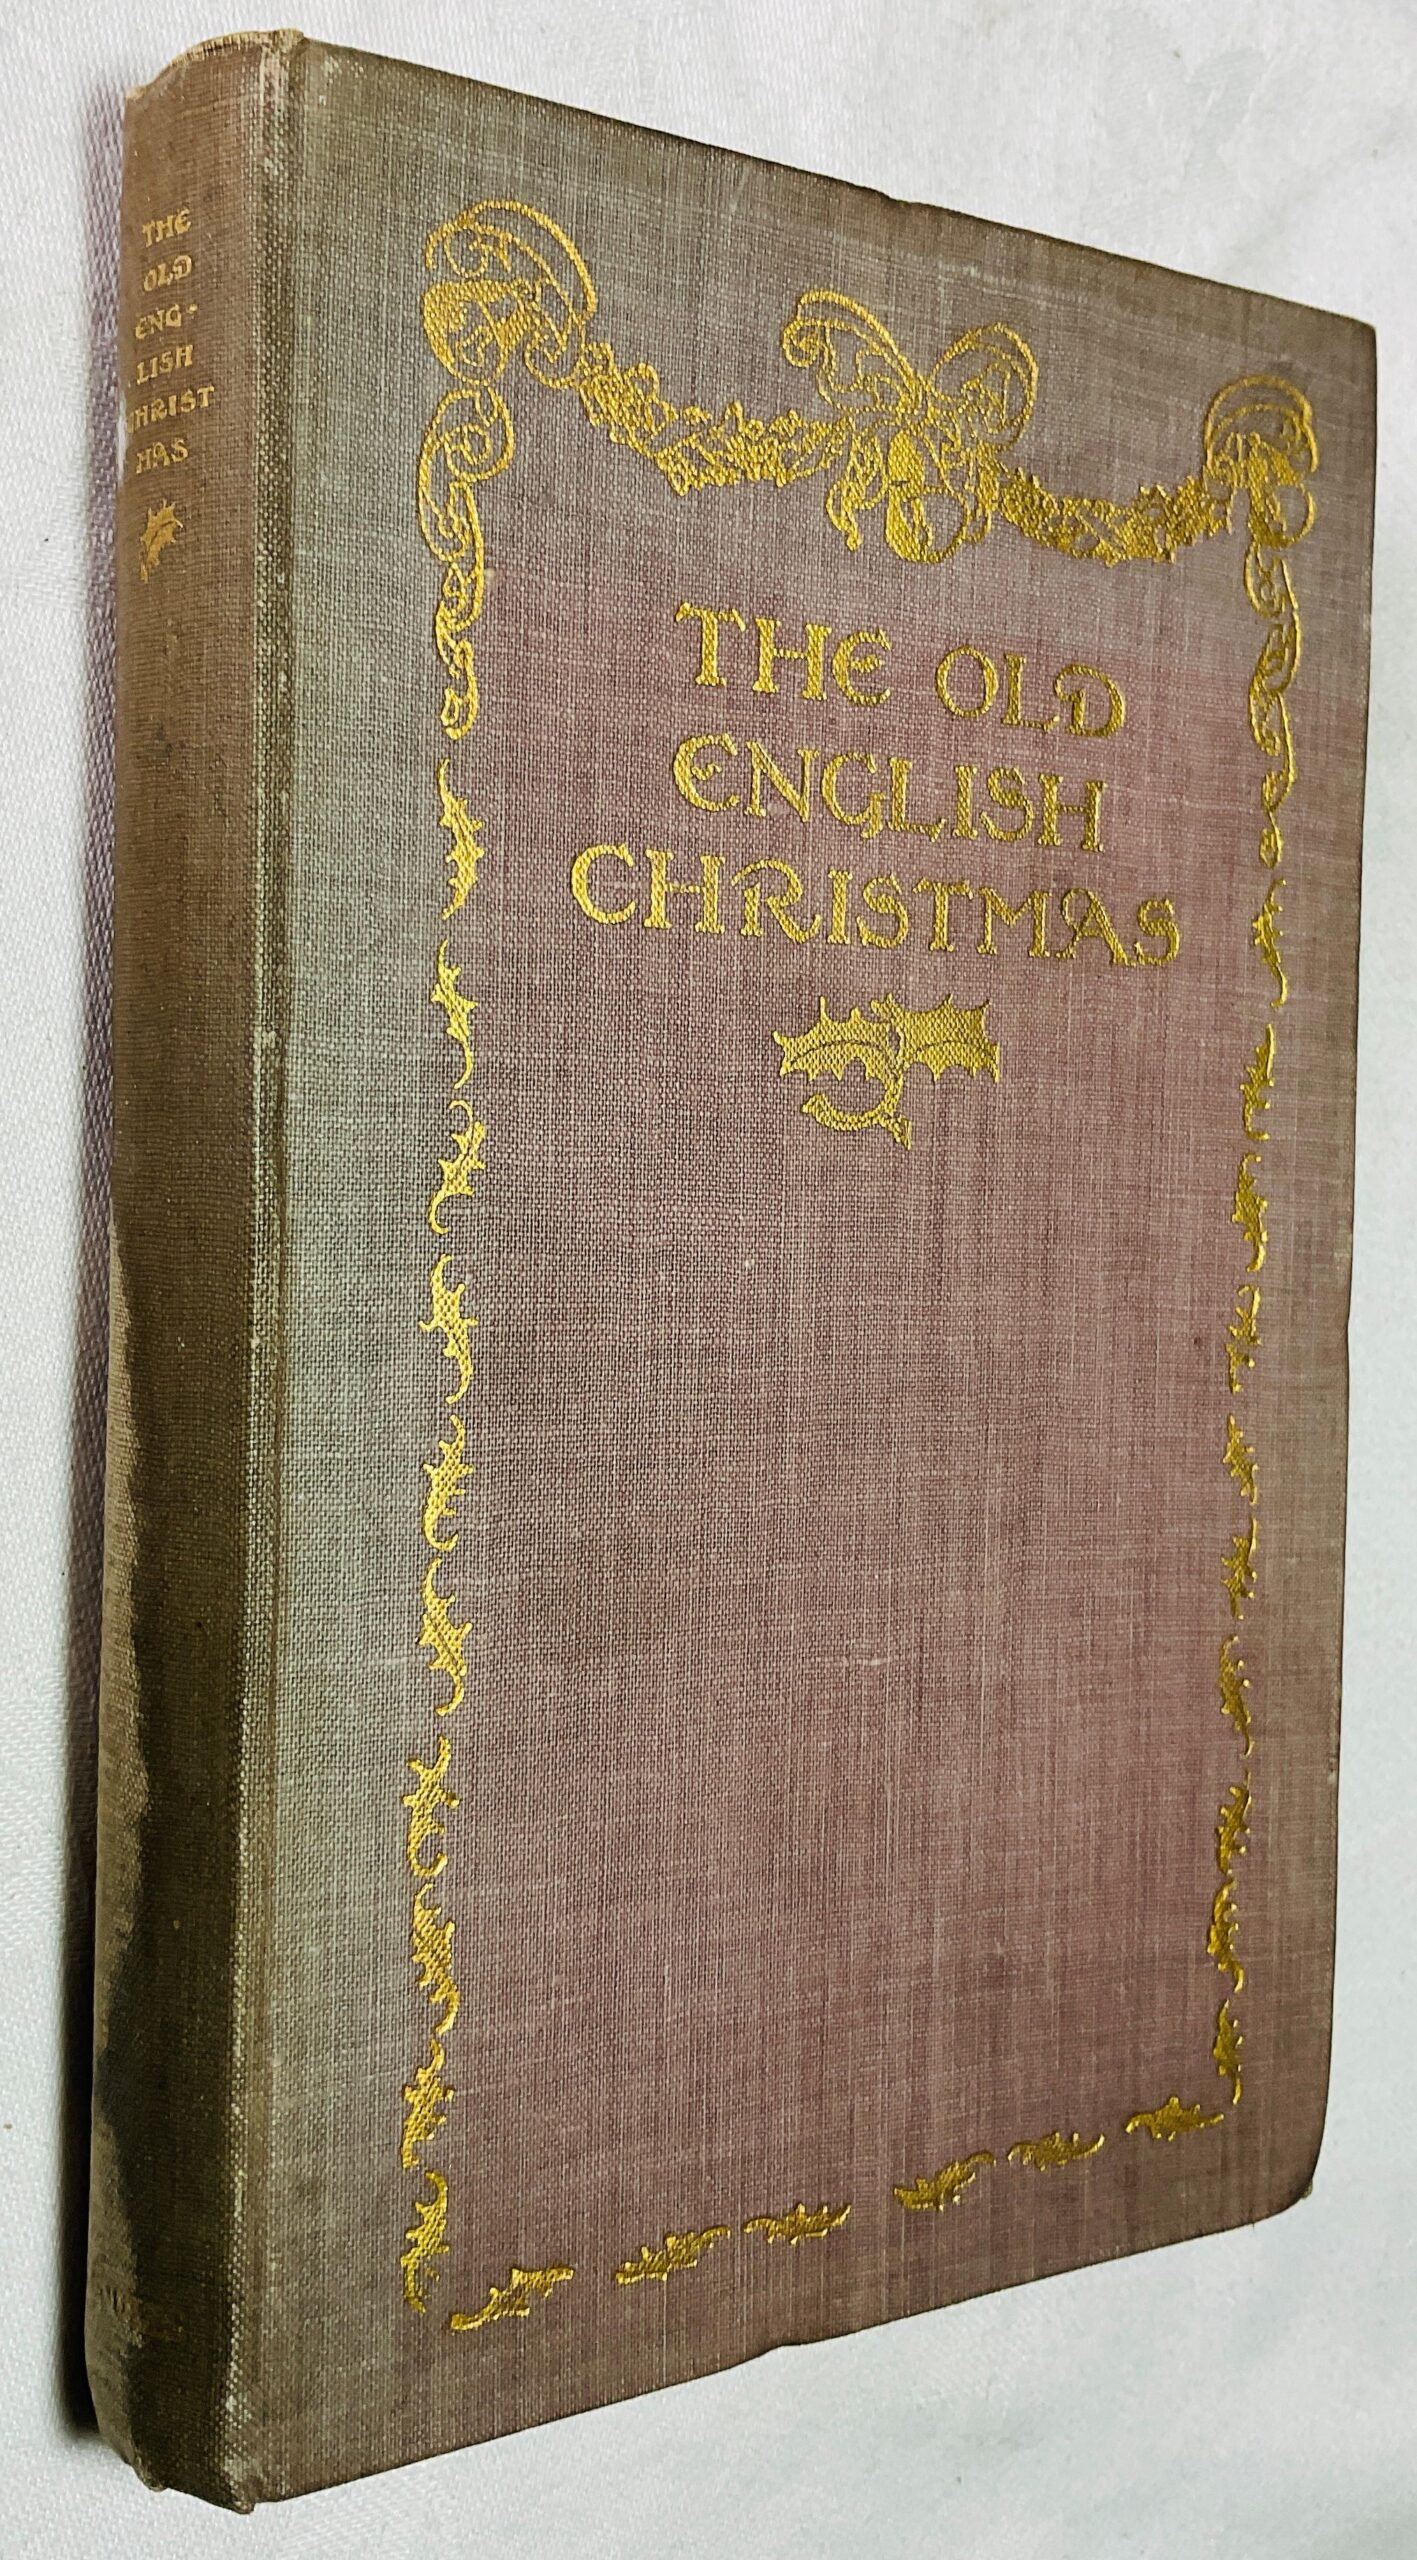 THE
OLD
ENG-
LISH
CHRIST
MAS
THE OLD
ENGLISH
CHRISTMAS